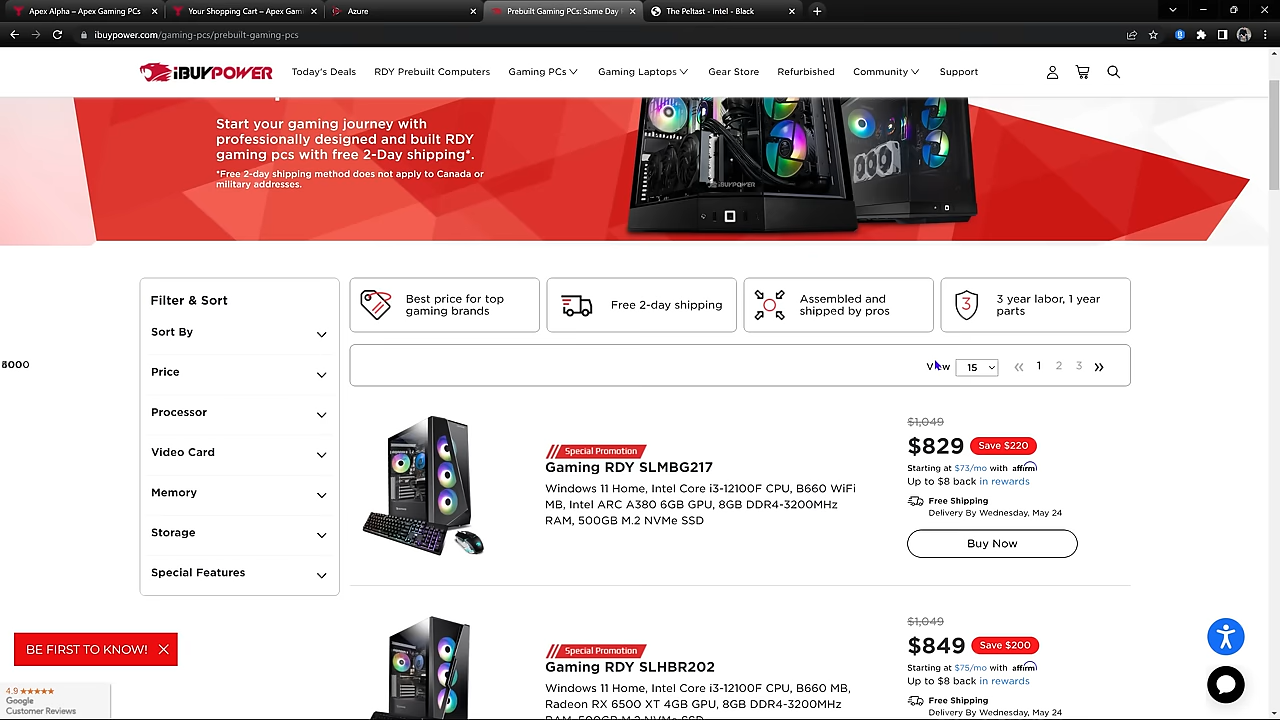 Apex Alpha – Apex Gaming PCs
Your Shopping Cart – Apex Gam
Azure
Prebuilt Gaming PCs: Same Day
The Peltast - Intel - Black
ibuypower.com/gaming-pcs/prebuilt-gaming-pcs
iBUYPOWER
Today's Deals
RDY Prebuilt Computers
Gaming PCs
Gaming Laptops
Gear Store
Refurbished
Community
Support
Start your gaming journey with
professionally designed and built RDY
gaming pcs with free 2-Day shipping*.
*Free 2-day shipping method does not apply to Canada or
military addresses.
iBUYPOWER
Filter & Sort
Sort By
Price
Processor
Video Card
Memory
Storage
Special Features
Best price for top
gaming brands
Free 2-day shipping
Assembled and
shipped by pros
3
3 year labor, 1 year
parts
View 15 « 1 2 3 »
Special Promotion
Gaming RDY SLMBG217
Windows 11 Home, Intel Core i3-12100F CPU, B660 WiFi
MB, Intel ARC A380 6GB GPU, 8GB DDR4-3200MHz
RAM, 500GB M.2 NVMe SSD
$1,049
$829 Save $220
Starting at $73/mo with affirm
Up to $8 back in rewards
Free Shipping
Delivery By Wednesday, May 24
Buy Now
Special Promotion
Gaming RDY SLHBR202
Windows 11 Home, Intel Core i3-12100F CPU, B660 MB,
Radeon RX 6500 XT 4GB GPU, 8GB DDR4-3200MHz
RAM, 500GB M.2 NVMe SSD
$1,049
$849 Save $200
Starting at $75/mo with affirm
Up to $8 back in rewards
Free Shipping
Delivery By Wednesday, May 24
BE FIRST TO KNOW!
4.9 ★★★★★
Google
Customer Reviews